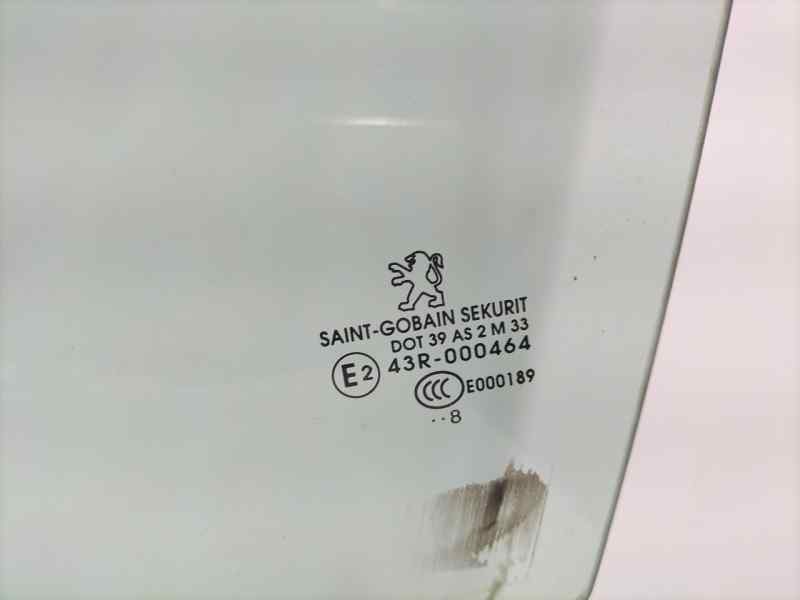 SAINT-GOBAIN SEKURIT
DOT 39 AS 2 M 33
E2 43R-000464
CCC E000189
··8